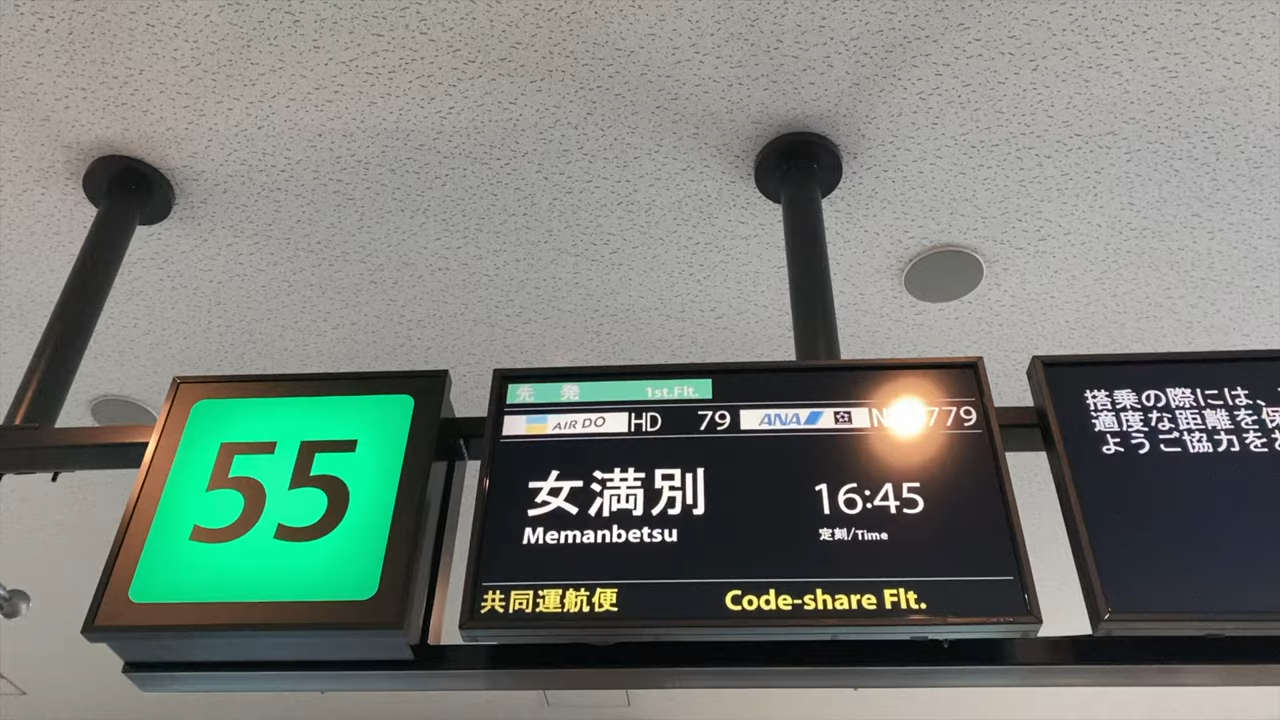 55
先 発 1st.Flt.
AIR DO HD 79 ANA 779
女満別 16:45
Memanbetsu 定刻/Time
共同運航便 Code-share Flt.
搭乗の際には、
適度な距離を保
ようご協力を